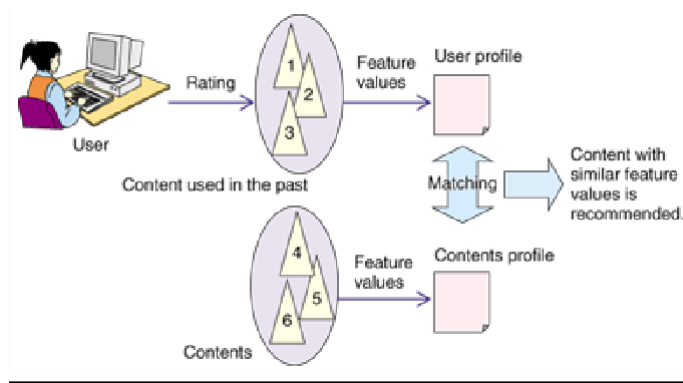 User
Rating
1
2
3
Content used in the past
Feature
values
User profile
Matching
Content with
similar feature
values is
recommended.
4
5
6
Contents
Feature
values
Contents profile